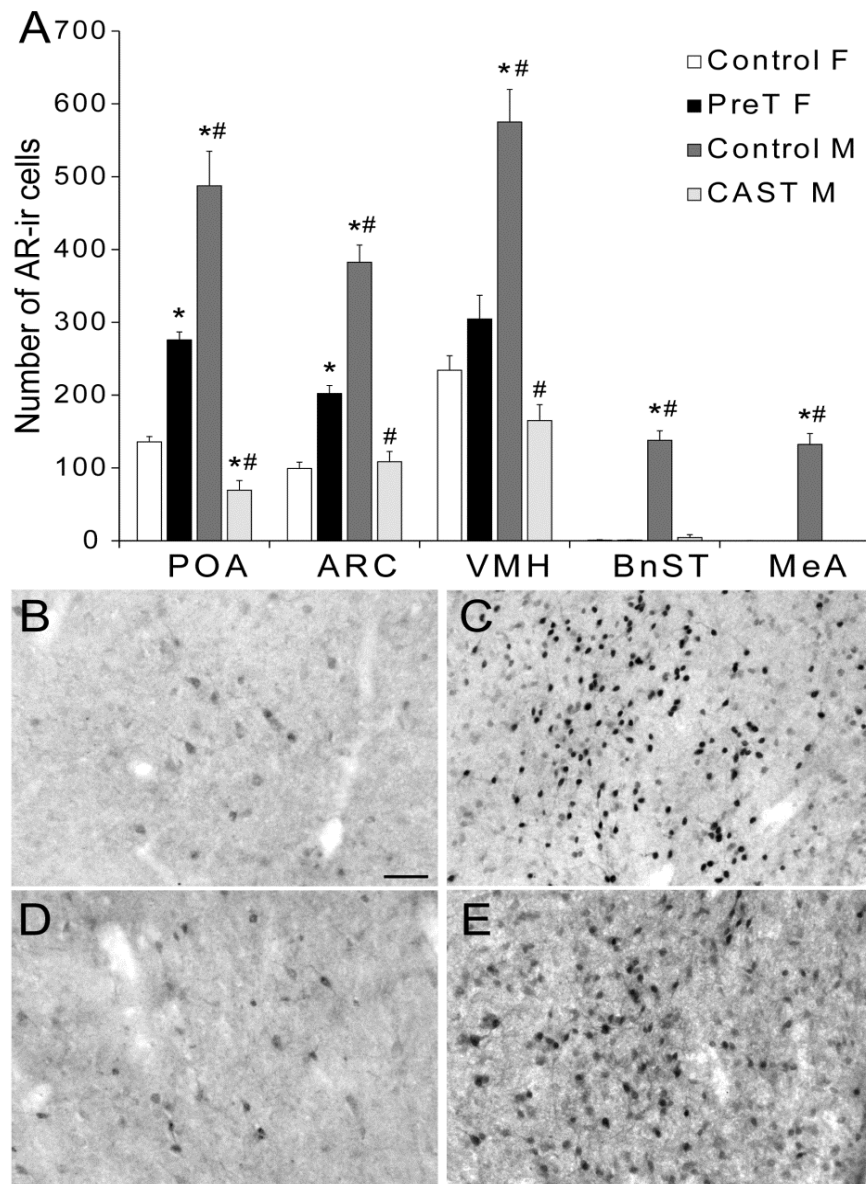 A
Number of AR-ir cells
700
600
500
400
300
200
100
0
Control F
PreT F
Control M
CAST M
*
*#
*#
*
*#
#
*#
#
*#
*#
POA
ARC
VMH
BnST
MeA
B
C
D
E